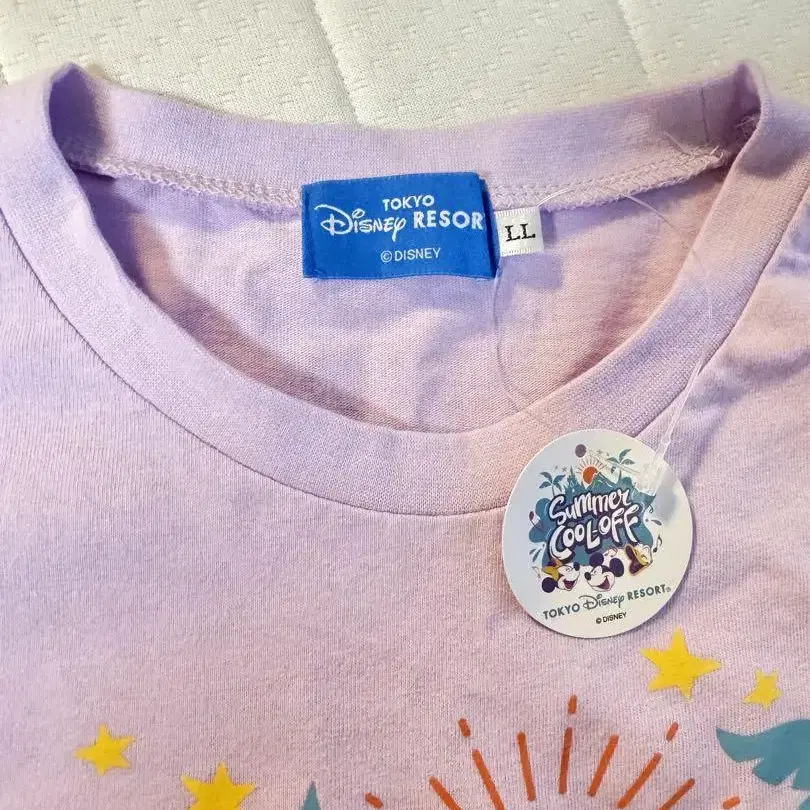 TOKYO
Disney RESOR
© DISNEY
LL
Summer
COOL OFF
TOKYO Disney RESORT®
© DISNEY